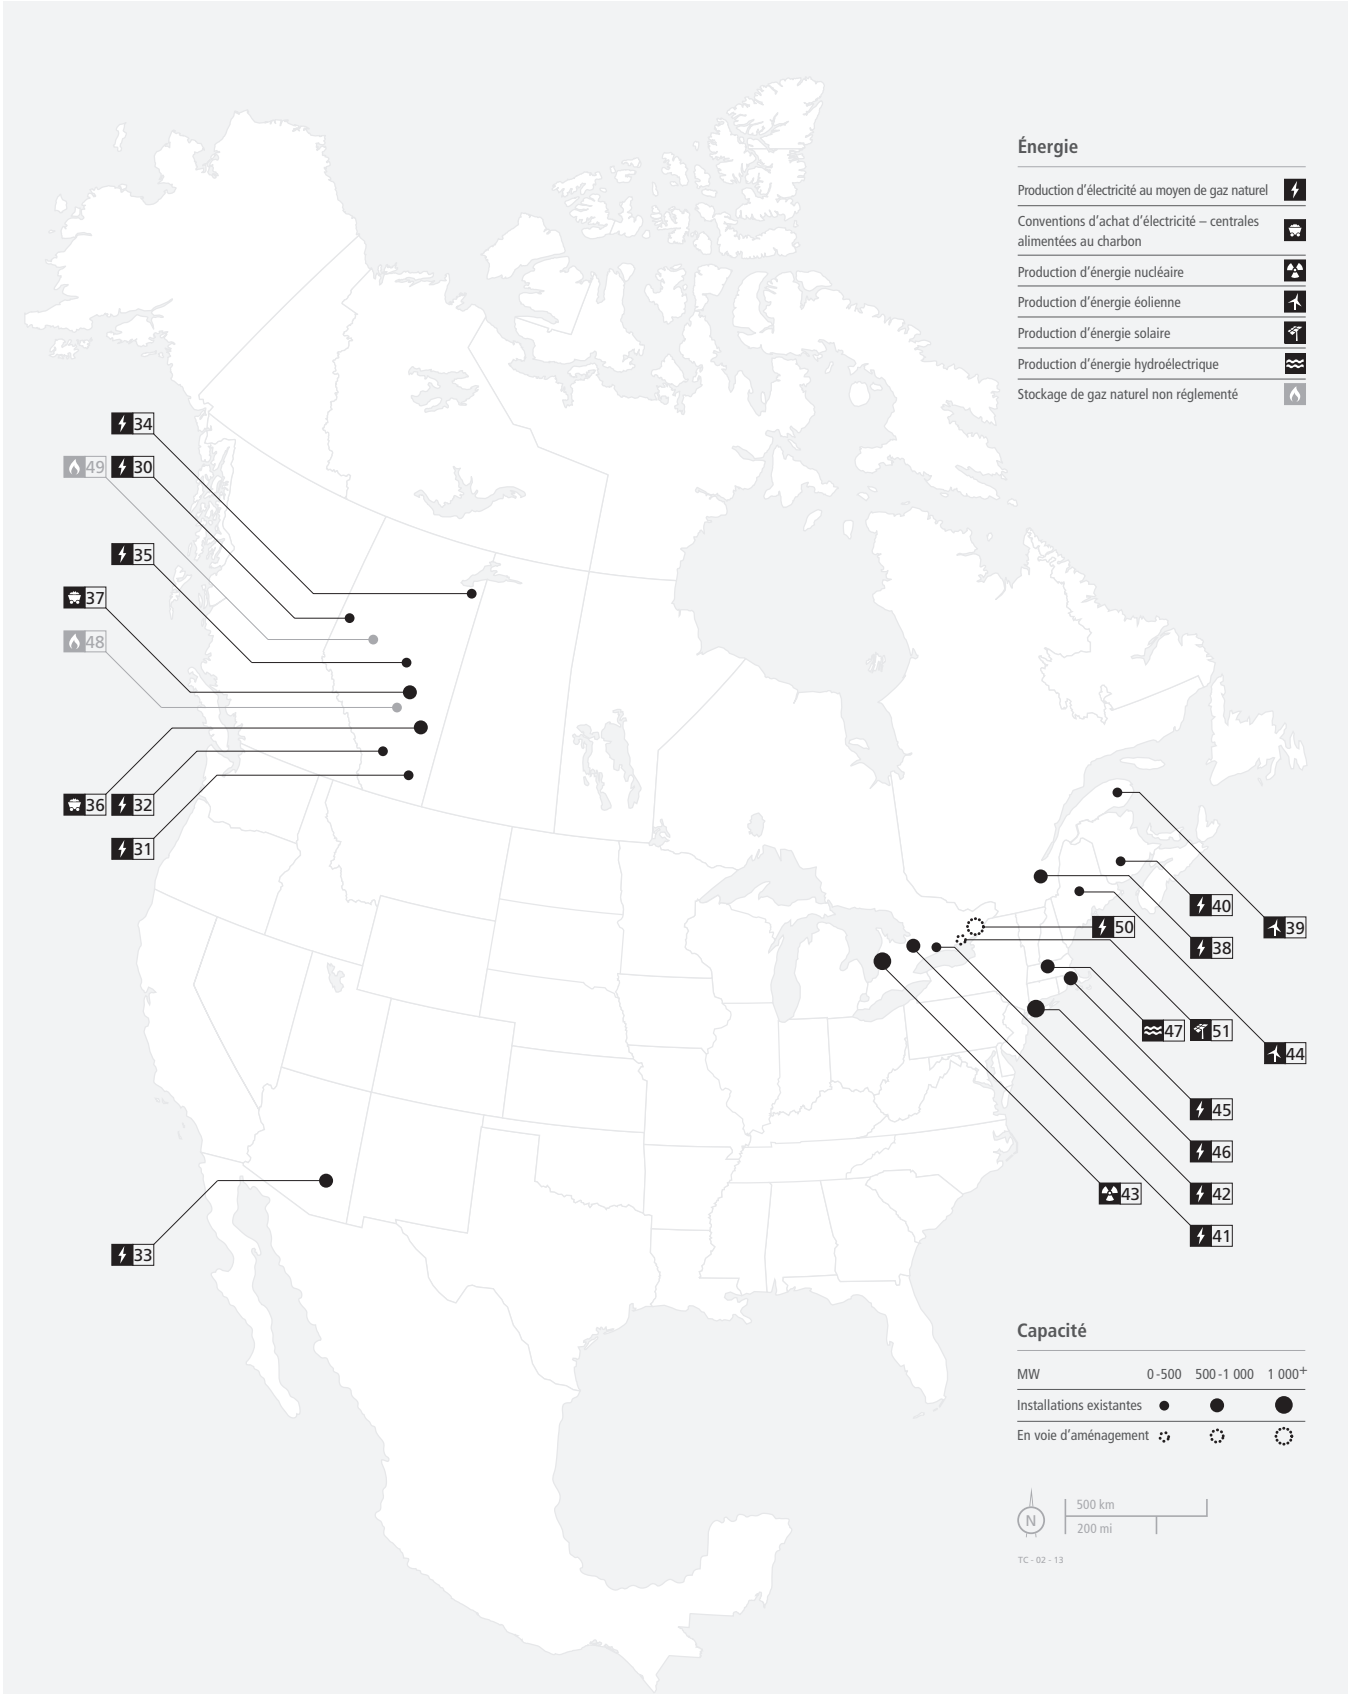 Énergie
Production d’électricité au moyen de gaz naturel
Conventions d’achat d’électricité – centrales
alimentées au charbon
Production d’énergie nucléaire
Production d’énergie éolienne
Production d’énergie solaire
Production d’énergie hydroélectrique
Stockage de gaz naturel non réglementé
34
49 30
35
37
48
36 32
31
33
40
50 39
38
47 51
44
45
46
43 42
41
Capacité
MW 0-500 500-1 000 1 000+
Installations existantes
En voie d’aménagement
500 km
N
200 mi
TC - 02 - 13